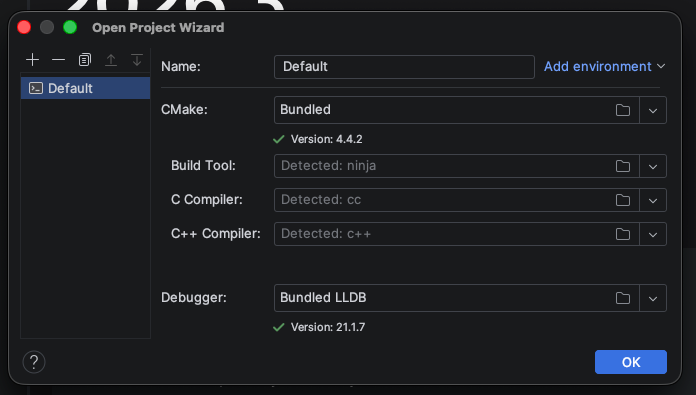 Open Project Wizard
Default
Name: Default Add environment
CMake: Bundled
Version: 4.4.2
Build Tool: Detected: ninja
C Compiler: Detected: cc
C++ Compiler: Detected: c++
Debugger: Bundled LLDB
Version: 21.1.7
? OK